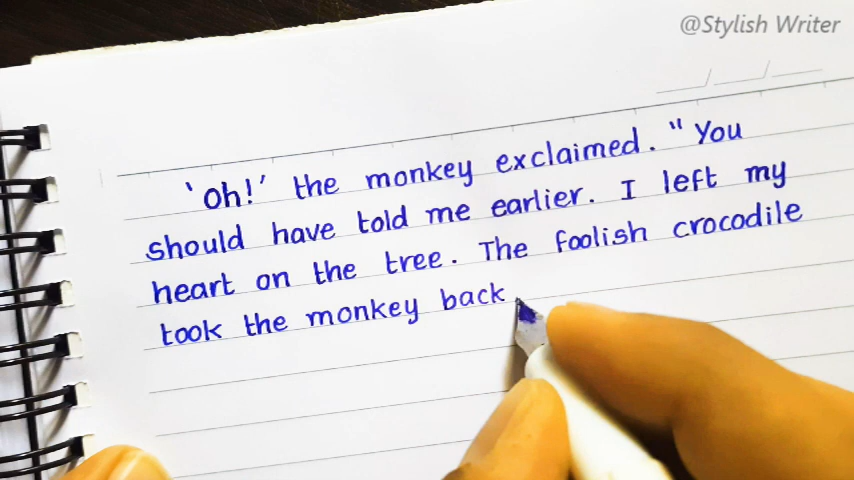 @Stylish Writer
'Oh!' the monkey exclaimed. "You
should have told me earlier. I left my
heart on the tree. The foolish crocodile
took the monkey back